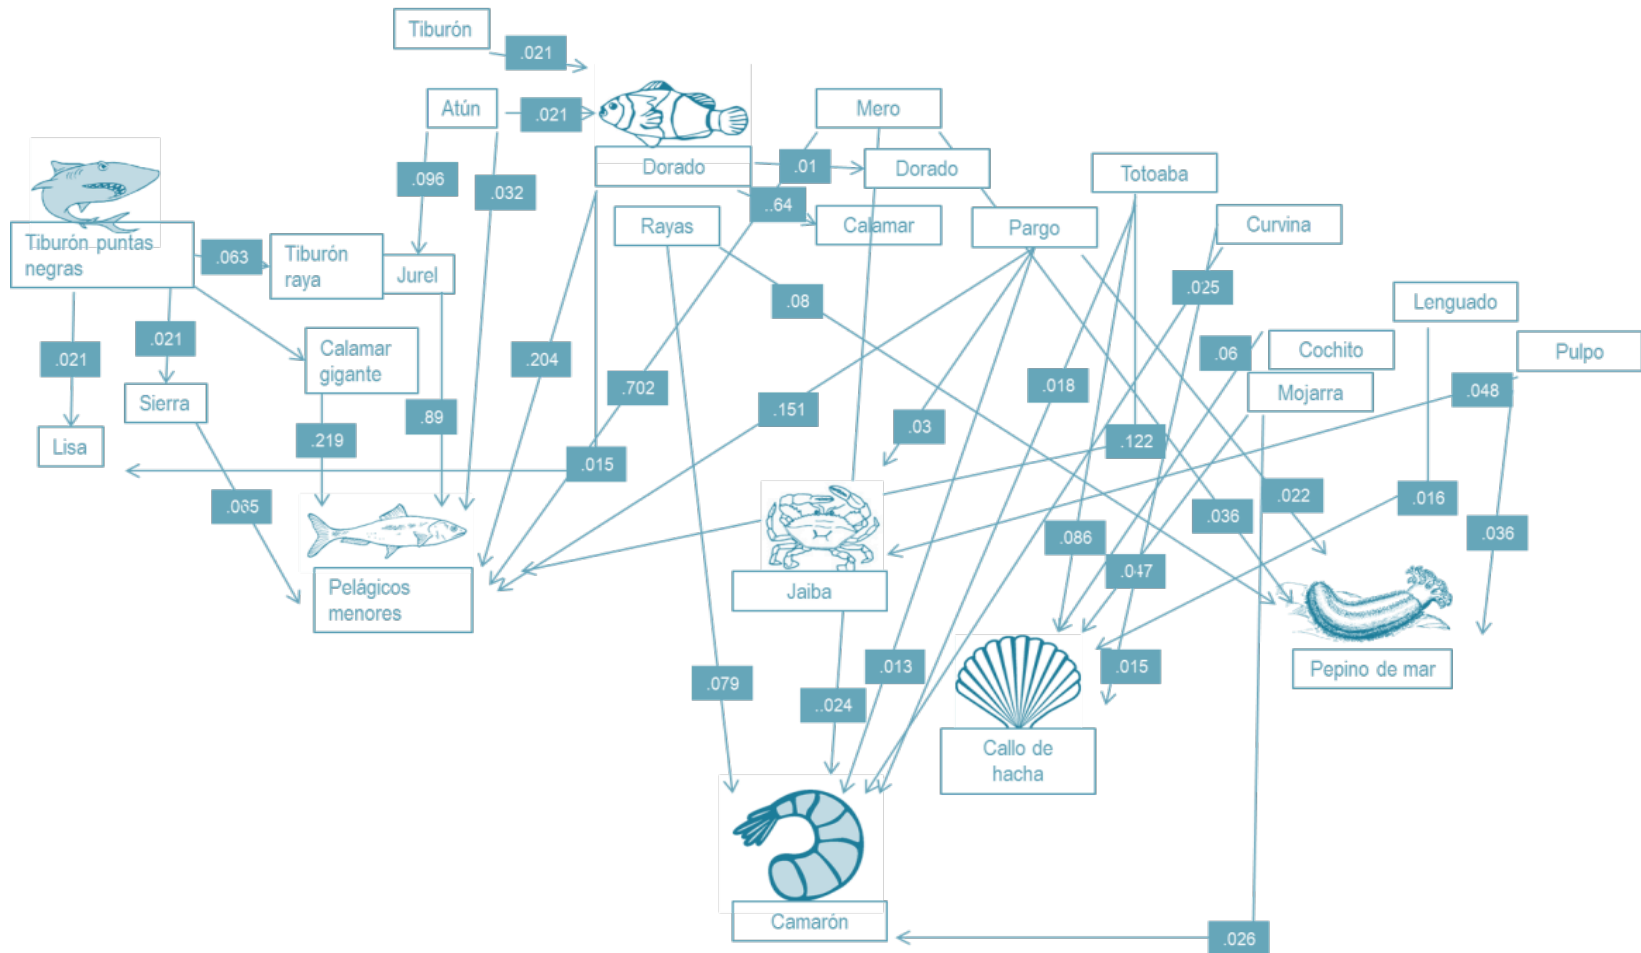 Tiburón
.021
Atún
.021
Mero
Dorado
.01
Dorado
Totoaba
.096
.032
..64
Rayas
Calamar
Pargo
Curvina
Tiburón puntas
negras
.063
Tiburón
raya
Jurel
.08
.025
Lenguado
.021
.021
Calamar
gigante
.204
.702
.018
.06
Cochito
Pulpo
Sierra
.151
Mojarra
.048
Lisa
.219
.89
.03
.122
.015
.065
.086
.036
.022
.016
.036
Pelágicos
menores
Jaiba
.047
.079
..024
.013
.015
Pepino de mar
Callo de
hacha
Camarón
.026